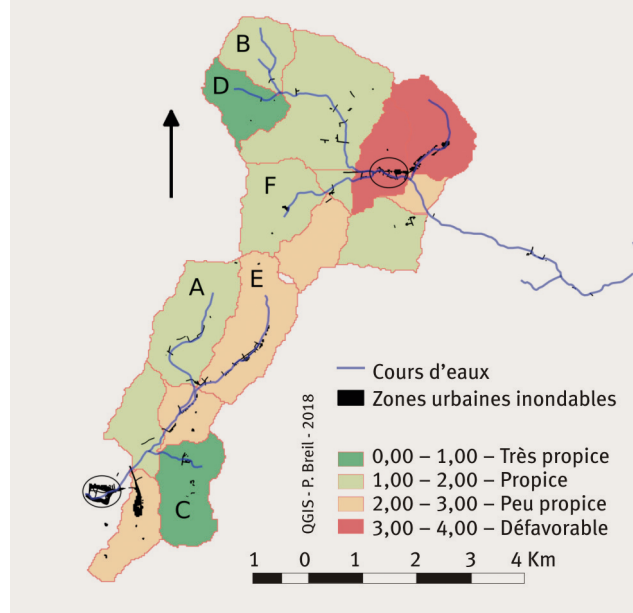 B
D
F
A
E
C
Cours d'eaux
Zones urbaines inondables
0,00 – 1,00 – Très propice
1,00 – 2,00 – Propice
2,00 – 3,00 – Peu propice
3,00 – 4,00 – Défavorable
QGIS - P. Breil - 2018
1 0 1 2 3 4 Km